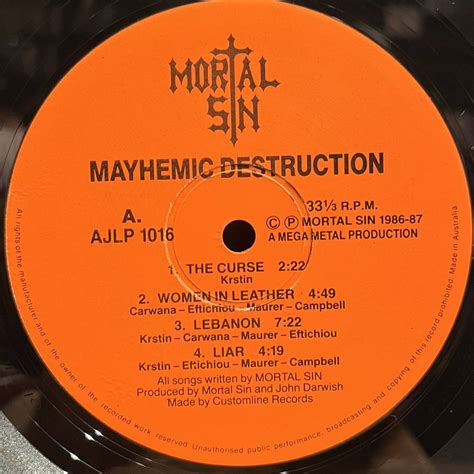 MORTAL
SIN
MAYHEMIC DESTRUCTION
A.
AJLP 1016
33⅓ R.P.M.
© ℗ MORTAL SIN 1986-87
A MEGA METAL PRODUCTION
1. THE CURSE 2:22
Krstin
2. WOMEN IN LEATHER 4:49
Carwana – Eftichiou – Maurer – Campbell
3. LEBANON 7:22
Krstin – Carwana – Maurer – Eftichiou
4. LIAR 4:19
Krstin – Eftichiou – Maurer – Campbell
All songs written by MORTAL SIN
Produced by Mortal Sin and John Darwish
Made by Customline Records
All rights of the manufacturer and of the owner of the recorded work reserved. Unauthorised public performance, broadcasting and copying of this record prohibited. Made in Australia.